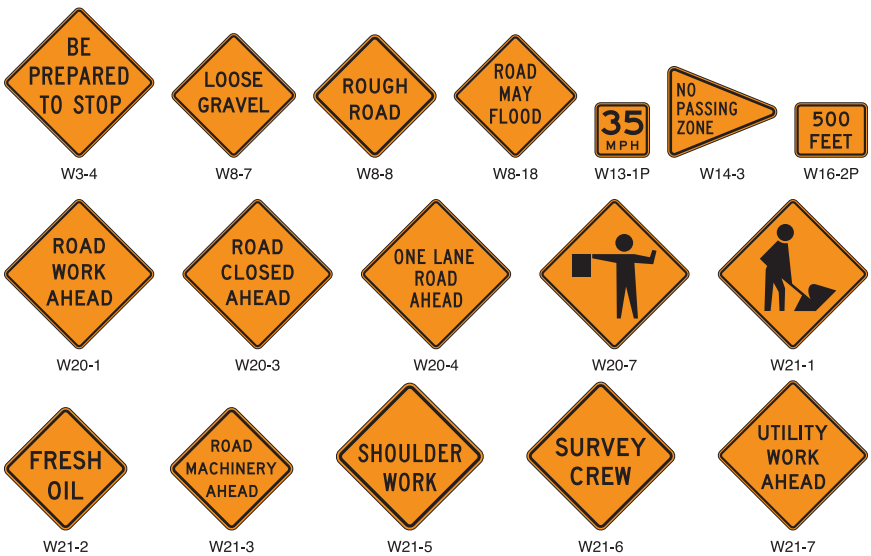 BE
PREPARED
TO STOP
W3-4
LOOSE
GRAVEL
W8-7
ROUGH
ROAD
W8-8
ROAD
MAY
FLOOD
W8-18
35
MPH
W13-1P
NO
PASSING
ZONE
W14-3
500
FEET
W16-2P
ROAD
WORK
AHEAD
W20-1
ROAD
CLOSED
AHEAD
W20-3
ONE LANE
ROAD
AHEAD
W20-4
W20-7
W21-1
FRESH
OIL
W21-2
ROAD
MACHINERY
AHEAD
W21-3
SHOULDER
WORK
W21-5
SURVEY
CREW
W21-6
UTILITY
WORK
AHEAD
W21-7